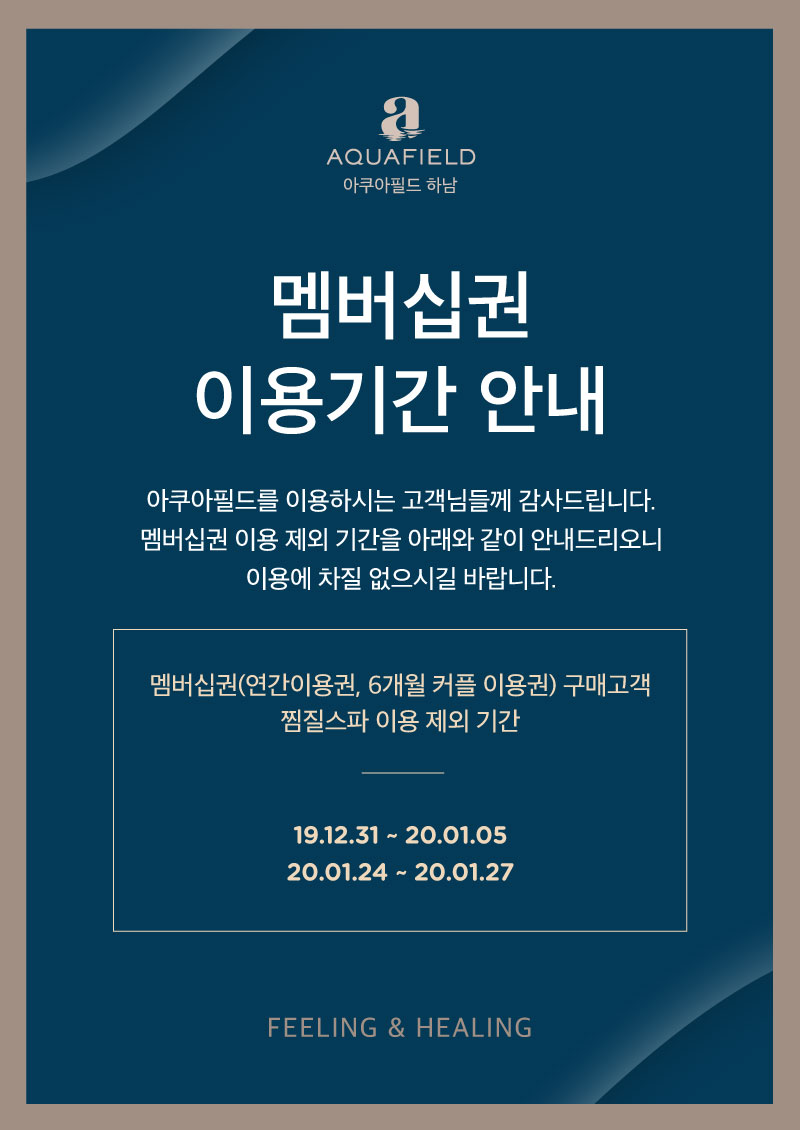 a
AQUAFIELD
아쿠아필드 하남
멤버십권
이용기간 안내
아쿠아필드를 이용하시는 고객님들께 감사드립니다.
멤버십권 이용 제외 기간을 아래와 같이 안내드리오니
이용에 차질 없으시길 바랍니다.
멤버십권(연간이용권, 6개월 커플 이용권) 구매고객
찜질스파 이용 제외 기간
19.12.31 ~ 20.01.05
20.01.24 ~ 20.01.27
FEELING & HEALING